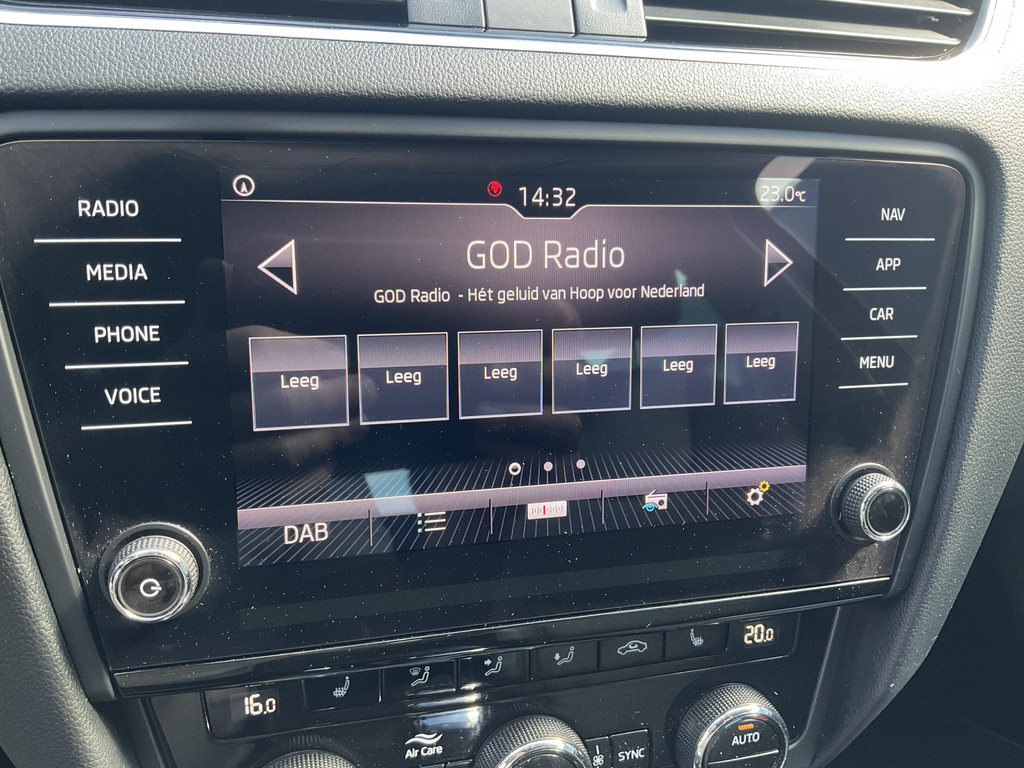 14:32
23.0°C
RADIO
MEDIA
PHONE
VOICE
GOD Radio
GOD Radio - Hét geluid van Hoop voor Nederland
Leeg
Leeg
Leeg
Leeg
Leeg
Leeg
DAB
NAV
APP
CAR
MENU
16.0
20.0
Air Care
SYNC
AUTO